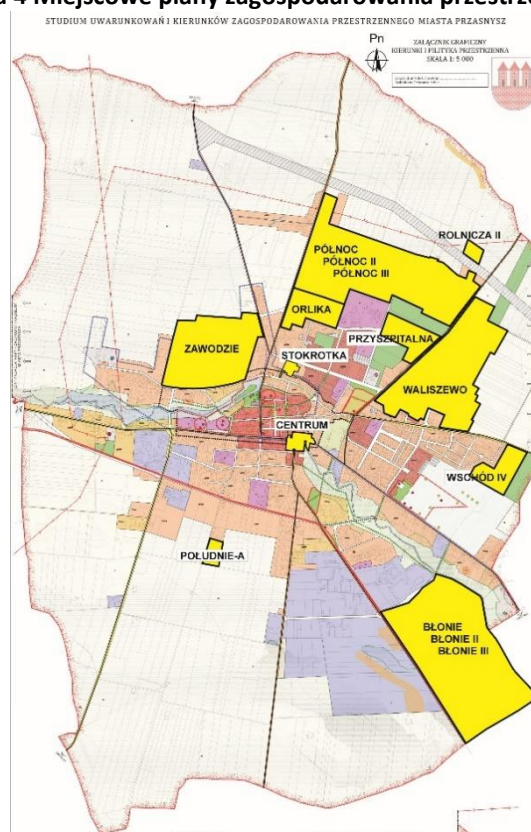 a 4 Miejscowe plany zagospodarowania przestrze
STUDIUM UWARUNKOWAŃ I KIERUNKÓW ZAGOSPODAROWANIA PRZESTRZENNEGO MIASTA PRZASNYSZ
Pn
ZAŁĄCZNIK GRAFICZNY
KIERUNKI I PILITYKA PRZESTRZENNA
SKALA 1: 5 000
ROLNICZA II
PÓŁNOC
PÓŁNOC II
PÓŁNOC III
ORLIKA
PRZYSZPITALNA
ZAWODZIE
STOKROTKA
WALISZEWO
CENTRUM
WSCHÓD IV
POŁUDNIE-A
BŁONIE
BŁONIE II
BŁONIE III